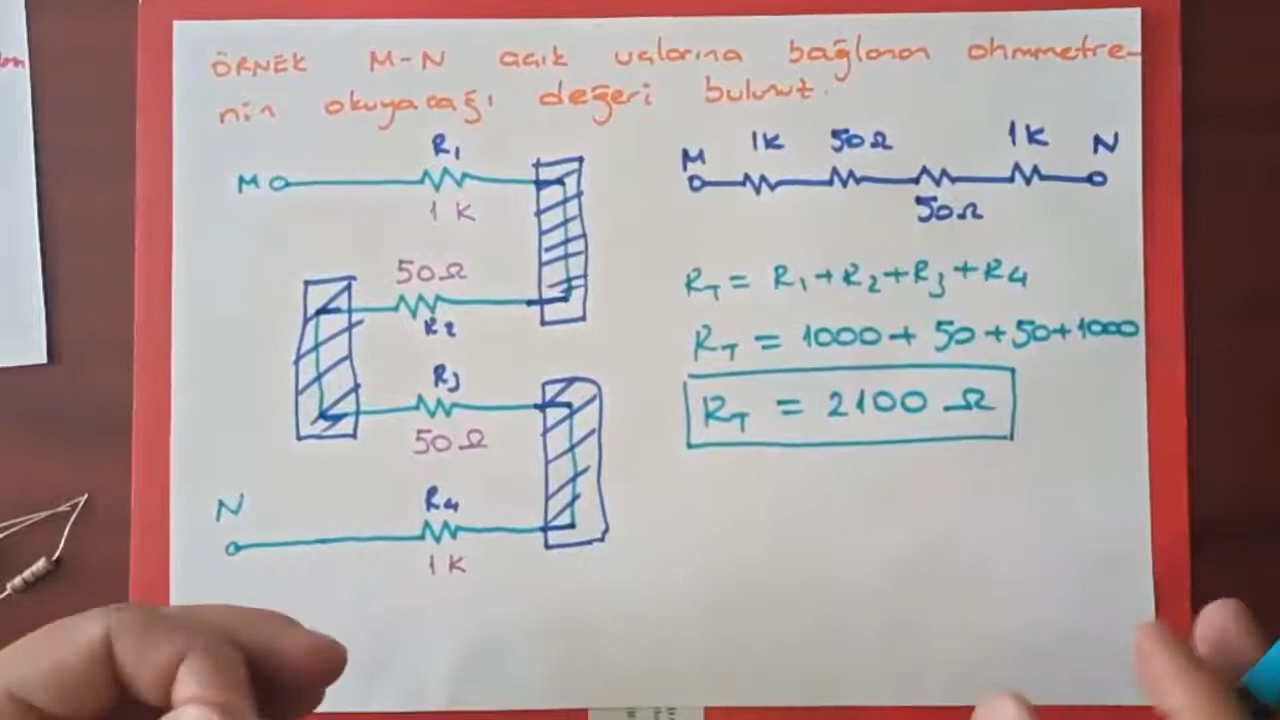 ÖRNEK M-N açık uçlarına bağlanan ohmmetre-
nin okuyacağı değeri bulunuz.
M R1
1 K
50Ω
R2
R3
50Ω
N R4
1 K
M 1K 50Ω 1K N
50Ω
RT = R1+R2+R3+R4
RT = 1000+ 50+50+1000
RT = 2100 Ω